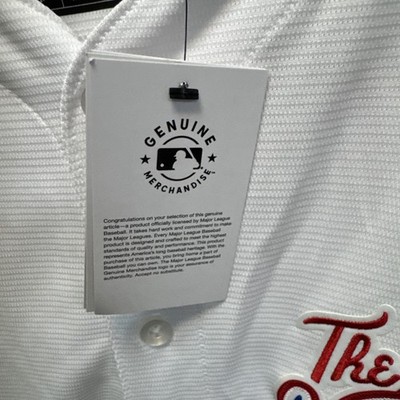 GENUINE
MERCHANDISE
Congratulations on your selection of this genuine
article—a product officially licensed by Major League
Baseball. It takes hard work and commitment to make
the Major Leagues. Every Major League Baseball
product is designed and crafted to meet the highest
standards of quality and performance. This product
represents America's long baseball heritage. With the
purchase of this article, you bring home a part of
Baseball you can own. The Major League Baseball
Genuine Merchandise logo is your assurance of
authenticity. Accept no substitute.
The